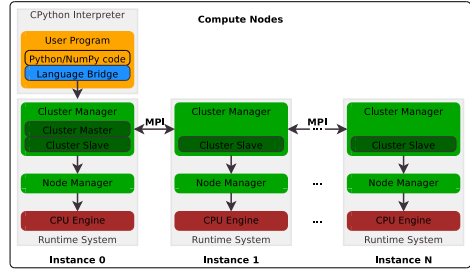 CPython Interpreter
Compute Nodes
User Program
Python/NumPy code
Language Bridge
Cluster Manager
Cluster Master
Cluster Slave
MPI
Cluster Manager
Cluster Slave
MPI
...
Cluster Manager
Cluster Slave
Node Manager
Node Manager
...
Node Manager
CPU Engine
CPU Engine
...
CPU Engine
Runtime System
Runtime System
Runtime System
Instance 0
Instance 1
Instance N